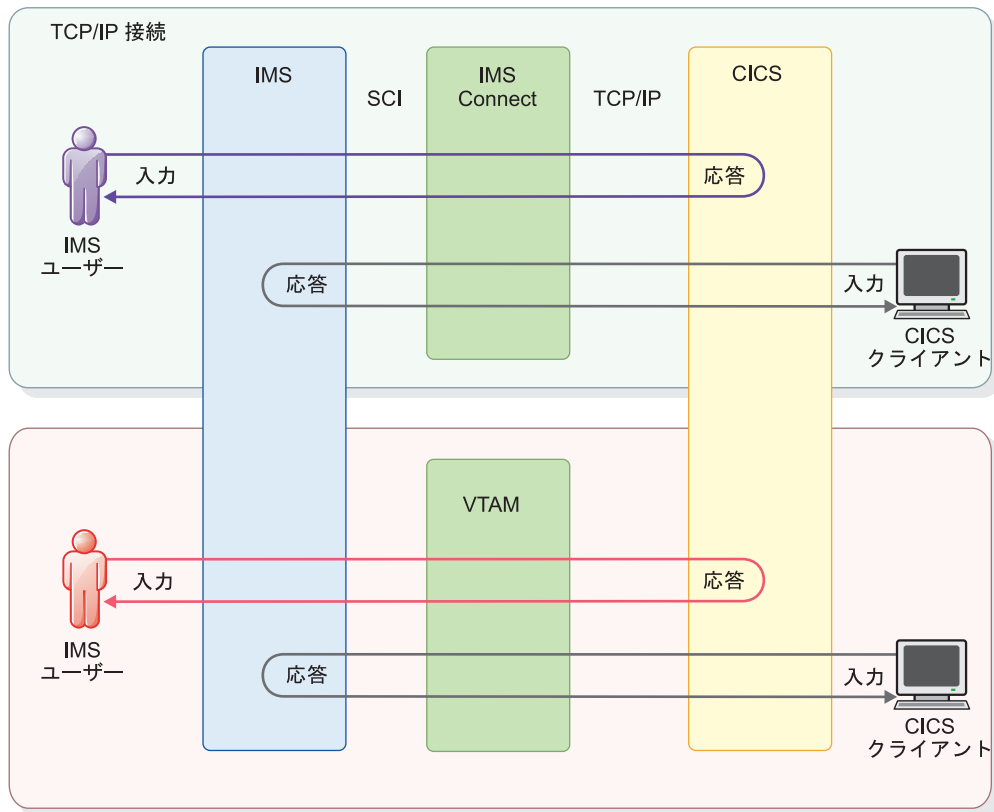 TCP/IP 接続
IMS
SCI
IMS
Connect
TCP/IP
CICS
入力
応答
IMS
ユーザー
応答
入力
CICS
クライアント
VTAM
入力
応答
IMS
ユーザー
応答
入力
CICS
クライアント